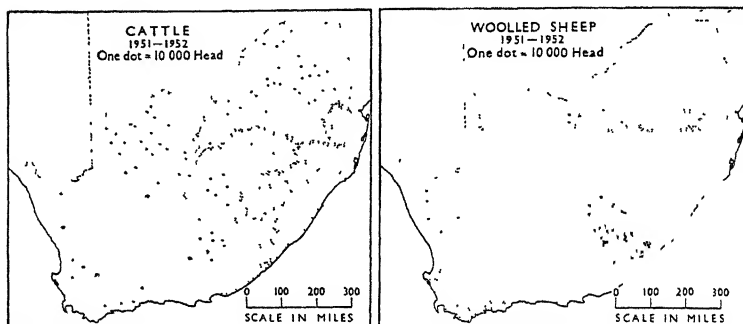 CATTLE
1951—1952
One dot = 10 000 Head
0 100 200 300
SCALE IN MILES
WOOLLED SHEEP
1951—1952
One dot = 10 000 Head
0 100 200 300
SCALE IN MILES